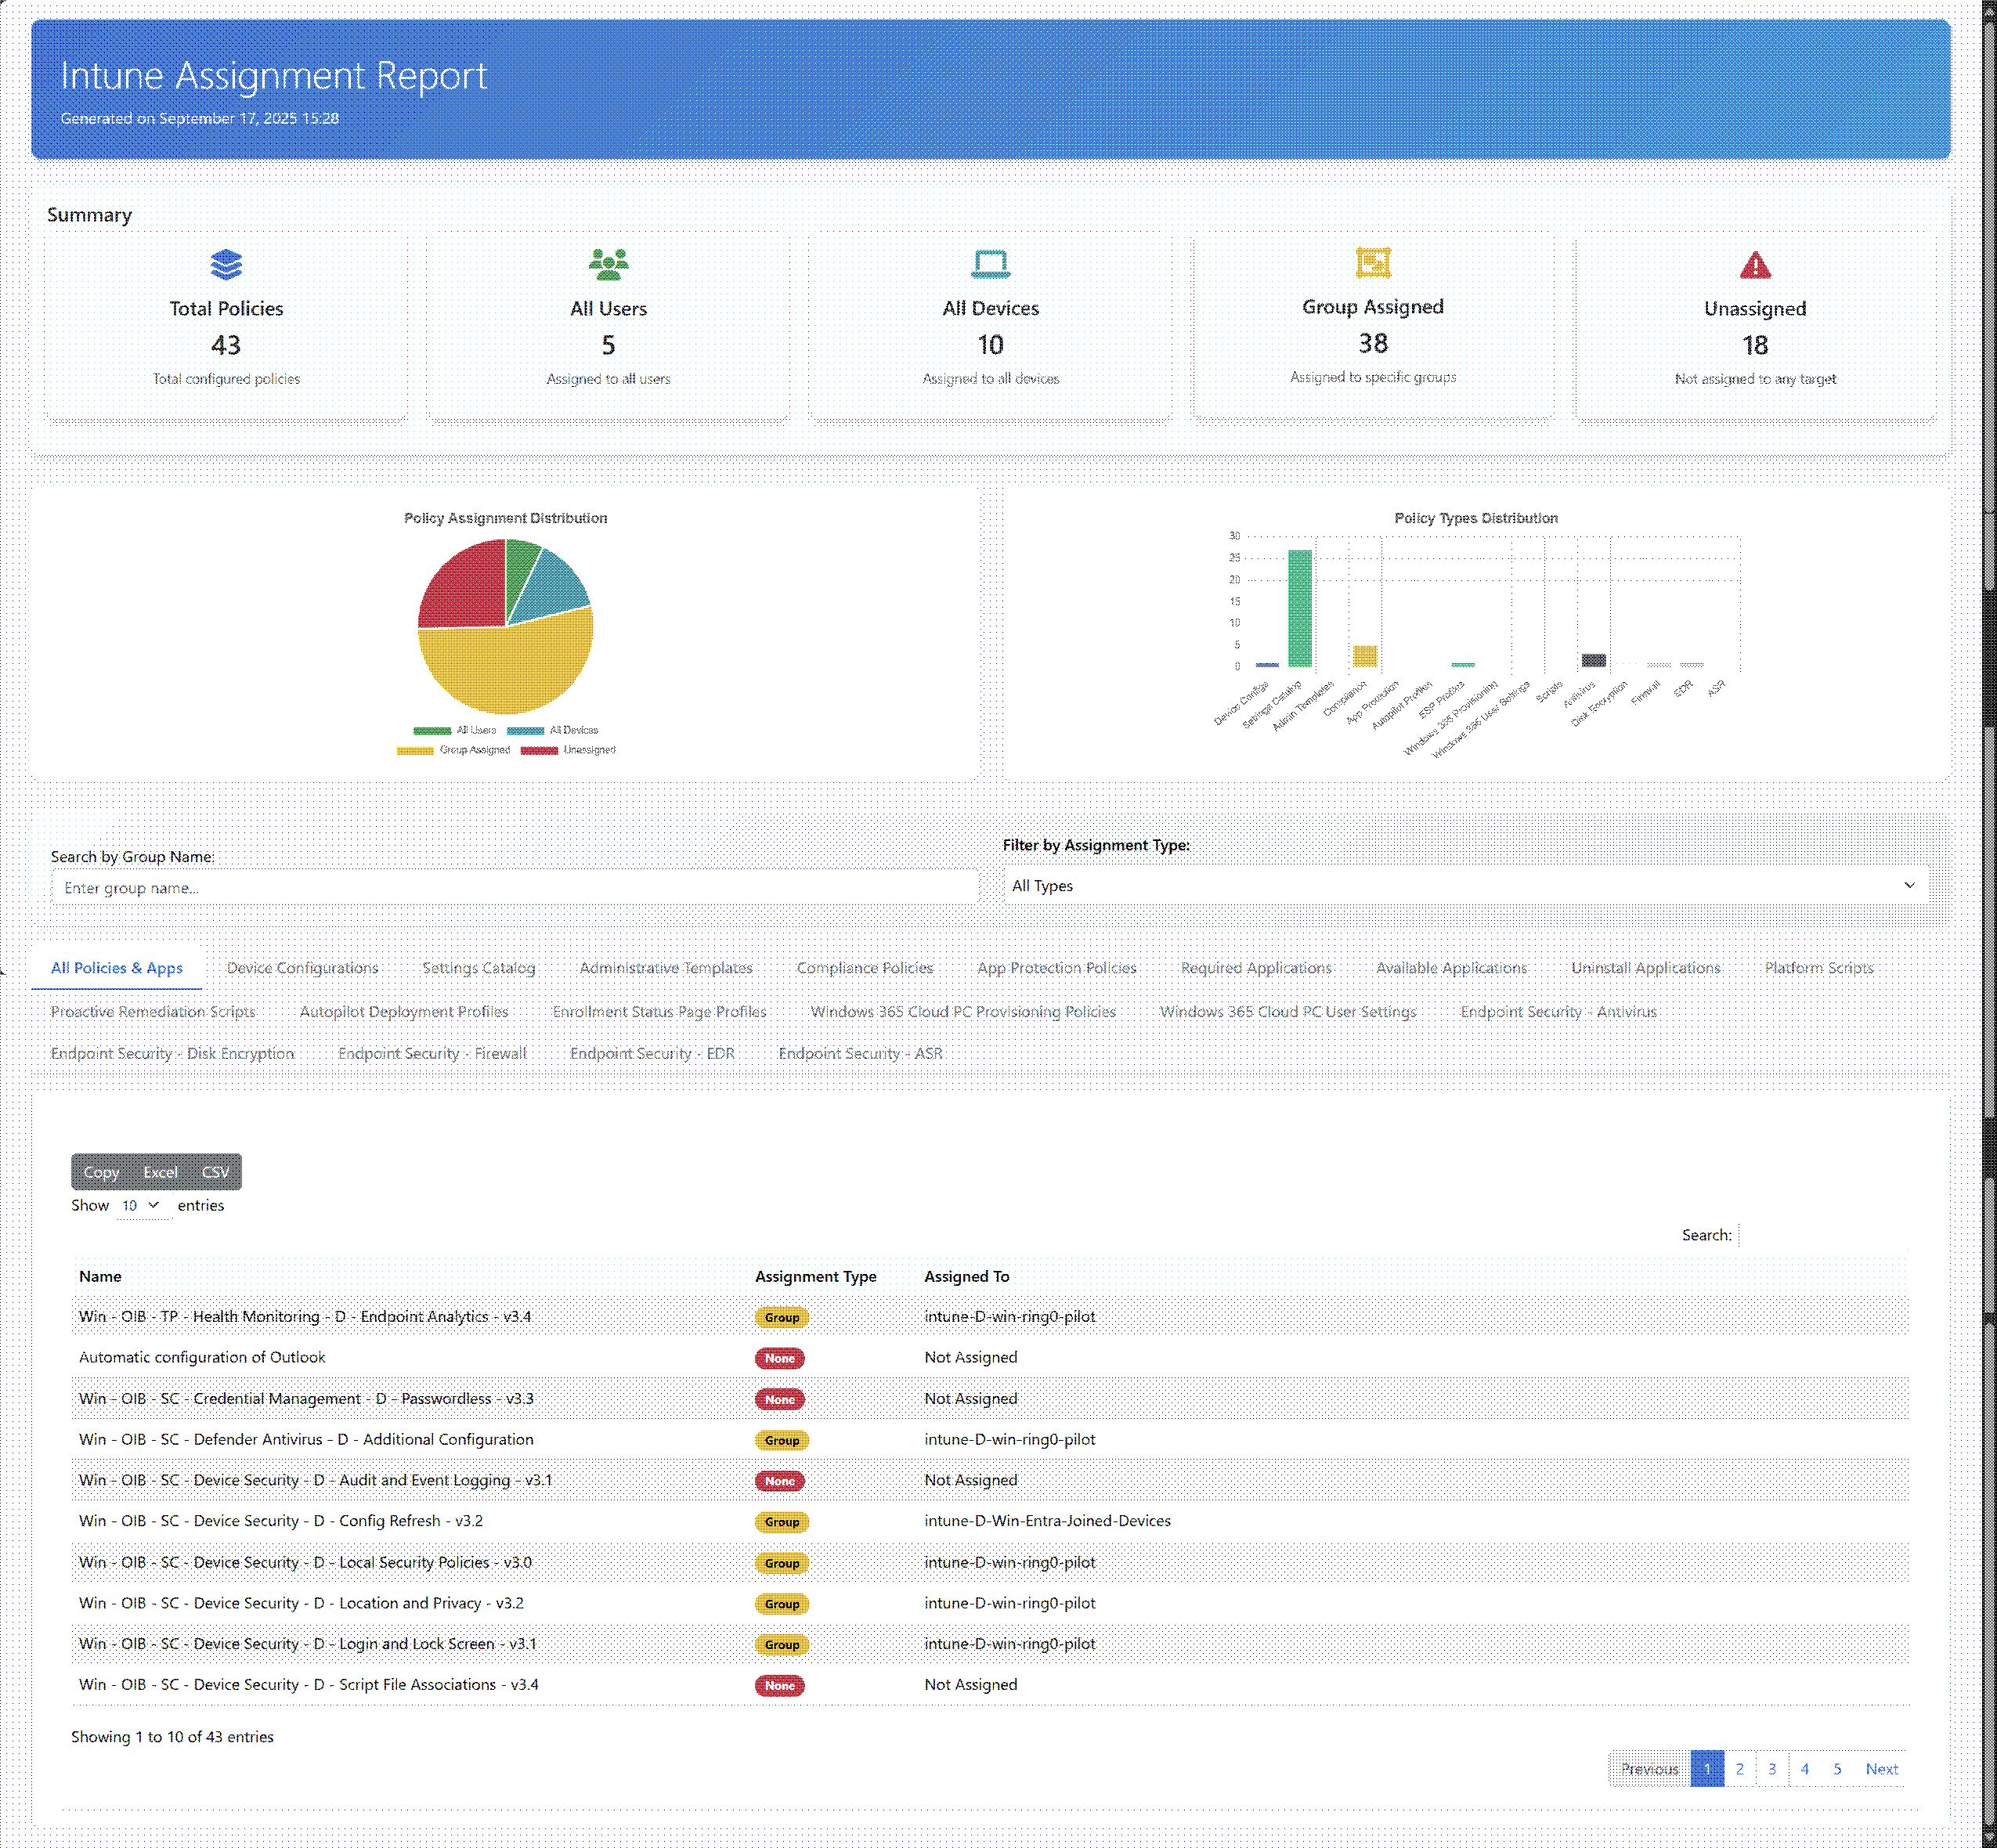 Intune Assignment Report
Generated on September 17, 2025 15:28
Summary
Total Policies
43
Total configured policies
All Users
5
Assigned to all users
All Devices
10
Assigned to all devices
Group Assigned
38
Assigned to specific groups
Unassigned
18
Not assigned to any target
Policy Assignment Distribution
All Users All Devices
Group Assigned Unassigned
Policy Types Distribution
30
25
20
15
10
5
0
Device Configs
Settings Catalog
Admin Templates
Compliance
App Protection
Autopilot Profiles
ESP Profiles
Windows 365 Provisioning
Windows 365 User Settings
Scripts
Antivirus
Disk Encryption
Firewall
EDR
ASR
Search by Group Name:
Enter group name...
Filter by Assignment Type:
All Types
All Policies & Apps Device Configurations Settings Catalog Administrative Templates Compliance Policies App Protection Policies Required Applications Available Applications Uninstall Applications Platform Scripts
Proactive Remediation Scripts Autopilot Deployment Profiles Enrollment Status Page Profiles Windows 365 Cloud PC Provisioning Policies Windows 365 Cloud PC User Settings Endpoint Security - Antivirus
Endpoint Security - Disk Encryption Endpoint Security - Firewall Endpoint Security - EDR Endpoint Security - ASR
Copy Excel CSV
Show 10 entries
Search:
Name Assignment Type Assigned To
Win - OIB - TP - Health Monitoring - D - Endpoint Analytics - v3.4 Group intune-D-win-ring0-pilot
Automatic configuration of Outlook None Not Assigned
Win - OIB - SC - Credential Management - D - Passwordless - v3.3 None Not Assigned
Win - OIB - SC - Defender Antivirus - D - Additional Configuration Group intune-D-win-ring0-pilot
Win - OIB - SC - Device Security - D - Audit and Event Logging - v3.1 None Not Assigned
Win - OIB - SC - Device Security - D - Config Refresh - v3.2 Group intune-D-Win-Entra-Joined-Devices
Win - OIB - SC - Device Security - D - Local Security Policies - v3.0 Group intune-D-win-ring0-pilot
Win - OIB - SC - Device Security - D - Location and Privacy - v3.2 Group intune-D-win-ring0-pilot
Win - OIB - SC - Device Security - D - Login and Lock Screen - v3.1 Group intune-D-win-ring0-pilot
Win - OIB - SC - Device Security - D - Script File Associations - v3.4 None Not Assigned
Showing 1 to 10 of 43 entries
Previous 1 2 3 4 5 Next